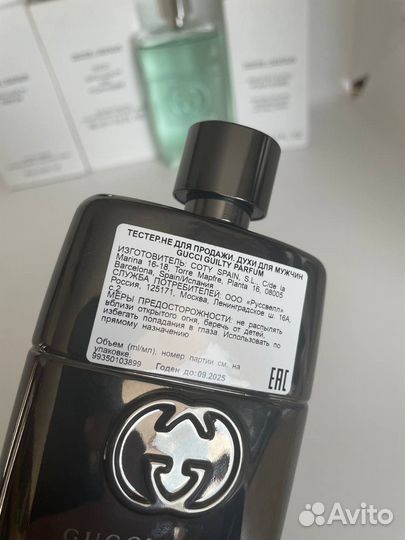 ТЕСТЕР.НЕ ДЛЯ ПРОДАЖИ. ДУХИ ДЛЯ МУЖЧИН
GUCCI GUILTY PARFUM
ИЗГОТОВИТЕЛЬ: COTY SPAIN, S.L., C/de la
Marina 16-18, Torre Mapfre, Planta 18, 08005
Barcelona, Spain/Испания
СЛУЖБА ПОТРЕБИТЕЛЕЙ: ООО «Руссвелл»
Россия, 125171, Москва, Ленинградское ш. 16А,
с.2
МЕРЫ ПРЕДОСТОРОЖНОСТИ: не распылять
вблизи открытого огня, беречь от детей,
избегать попадания в глаза. Использовать по
прямому назначению
Объем (ml/мл), номер партии см. на
упаковке.
99350103899 Годен до:09.2025
EAC
GUCCI
Avito